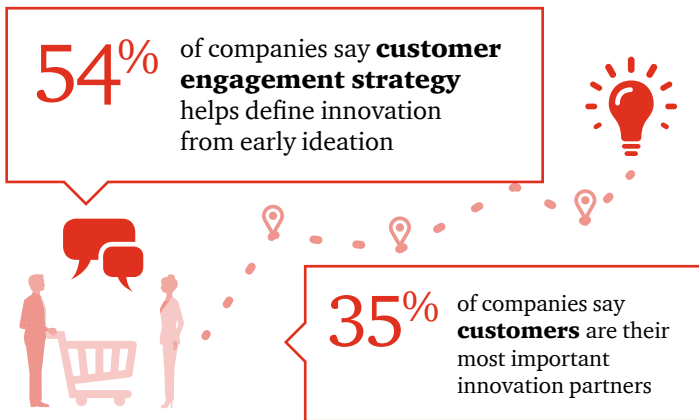 54%
of companies say customer
engagement strategy
helps define innovation
from early ideation
35%
of companies say
customers are their
most important
innovation partners